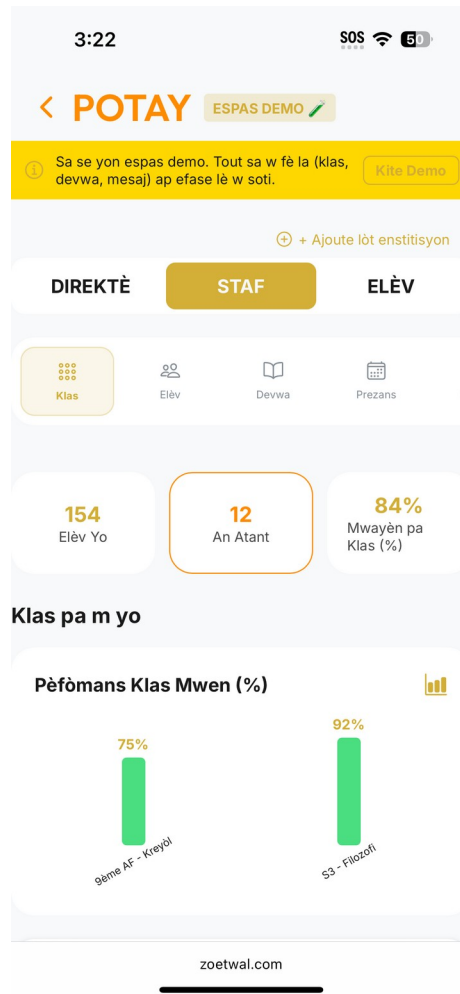 3:22
SOS
50
POTAY
ESPAS DEMO
Sa se yon espas demo. Tout sa w fè la (klas,
devwa, mesaj) ap efase lè w soti.
Kite Demo
+ Ajoute lòt enstitisyon
DIREKTÈ
STAF
ELÈV
Klas
Elèv
Devwa
Prezans
154
Elèv Yo
12
An Atant
84%
Mwayèn pa
Klas (%)
Klas pa m yo
Pèfòmans Klas Mwen (%)
75%
92%
9ème AF - Kreyòl
S3 - Filozofi
zoetwal.com